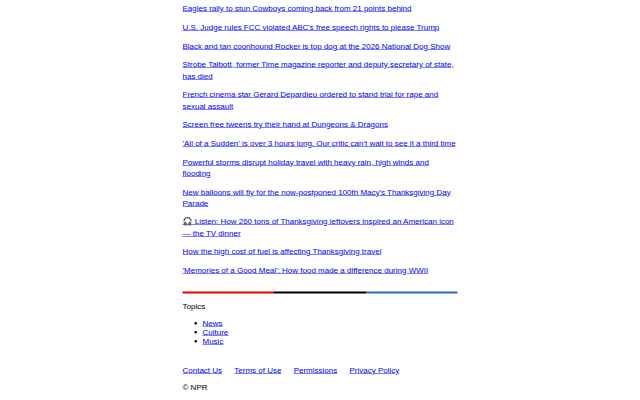 Eagles rally to stun Cowboys coming back from 21 points behind
U.S. Judge rules FCC violated ABC's free speech rights to please Trump
Black and tan coonhound Rocker is top dog at the 2026 National Dog Show
Strobe Talbott, former Time magazine reporter and deputy secretary of state,
has died
French cinema star Gérard Depardieu ordered to stand trial for rape and
sexual assault
Screen free tweens try their hand at Dungeons & Dragons
'All of a Sudden' is over 3 hours long. Our critic can't wait to see it a third time
Powerful storms disrupt holiday travel with heavy rain, high winds and
flooding
New balloons will fly for the now-postponed 100th Macy's Thanksgiving Day
Parade
🎧 Listen: How 260 tons of Thanksgiving leftovers inspired an American icon
— the TV dinner
How the high cost of fuel is affecting Thanksgiving travel
'Memories of a Good Meal': How food made a difference during WWII
Topics
News
Culture
Music
Contact Us Terms of Use Permissions Privacy Policy
© NPR